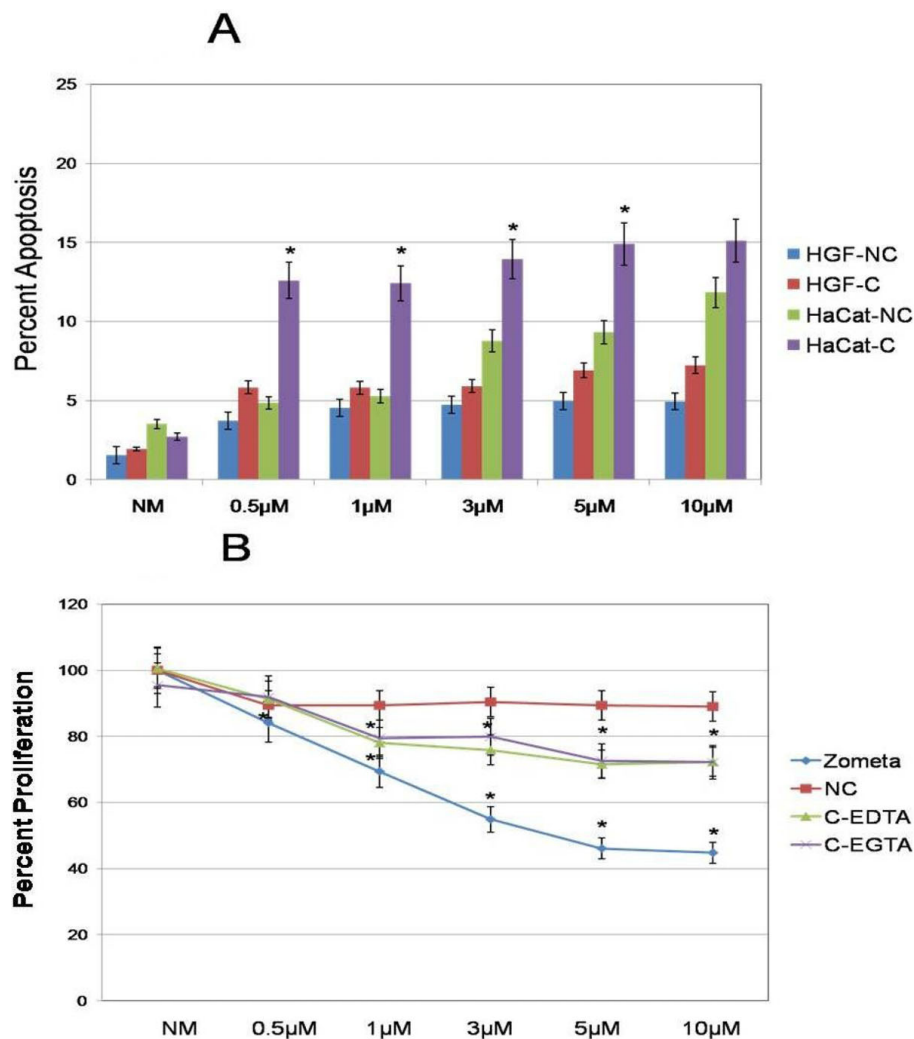 A
25
20
15
10
5
0
Percent Apoptosis
* * * *
NM 0.5µM 1µM 3µM 5µM 10µM
HGF-NC
HGF-C
HaCat-NC
HaCat-C
B
120
100
80
60
40
20
0
Percent Proliferation
* * * * *
* * * *
NM 0.5µM 1µM 3µM 5µM 10µM
Zometa
NC
C-EDTA
C-EGTA